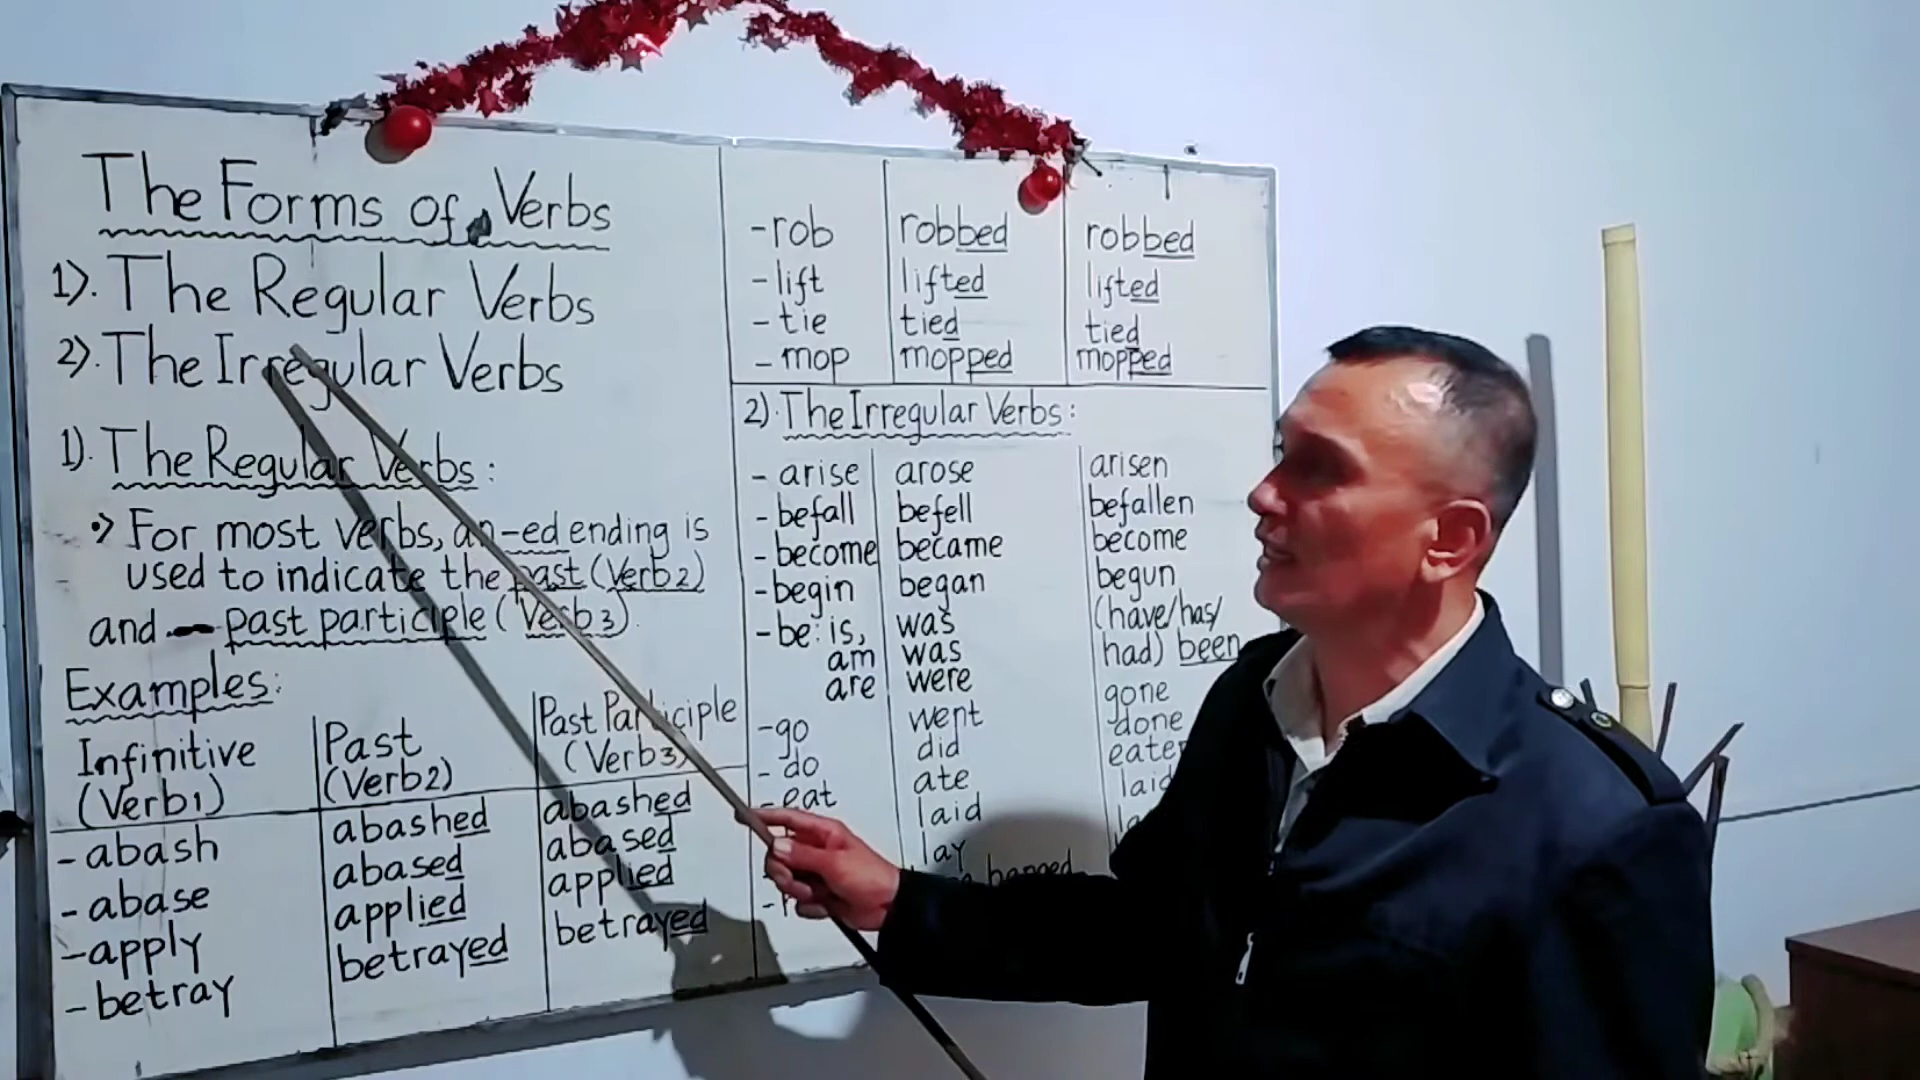 The Forms of Verbs
1). The Regular Verbs
2). The Irregular Verbs
1). The Regular Verbs:
For most verbs, an -ed ending is
used to indicate the past (Verb2)
and past participle (Verb3).
Examples:
Infinitive (Verb1) | Past (Verb2) | Past Participle (Verb3)
- abash abashed abashed
- abase abased abased
- apply applied applied
- betray betrayed betrayed
- rob robbed robbed
- lift lifted lifted
- tie tied tied
- mop mopped mopped
2). The Irregular Verbs:
- arise arose arisen
- befall befell befallen
- become became become
- begin began begun
- be: is, was (have/has/
am was had) been
are were
- go went gone
- do did done
- eat ate
laid laid
lay
hanged